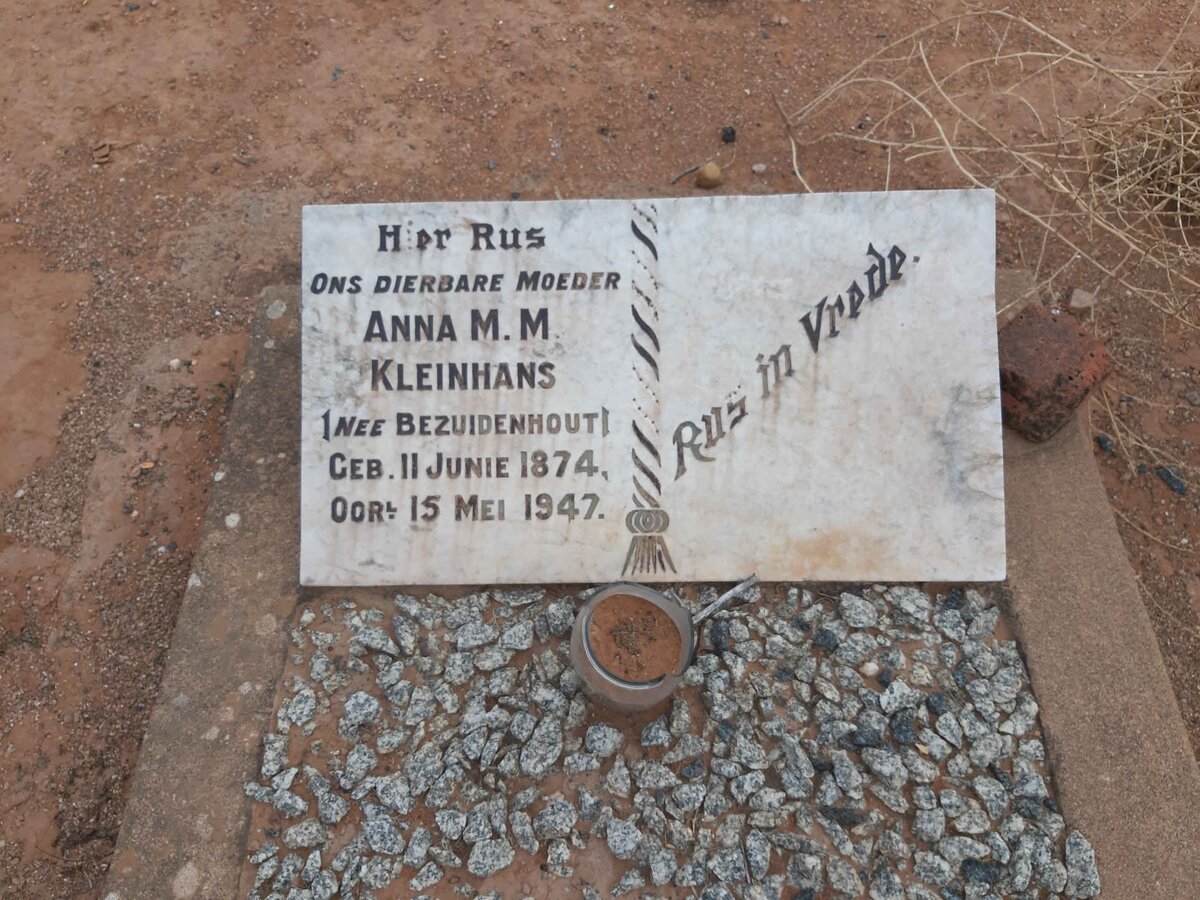 Hier Rus
ONS DIERBARE MOEDER
ANNA M. M.
KLEINHANS
(NEE BEZUIDENHOUT)
GEB. 11 JUNIE 1874,
OORL. 15 MEI 1947.
Rus in Vrede.